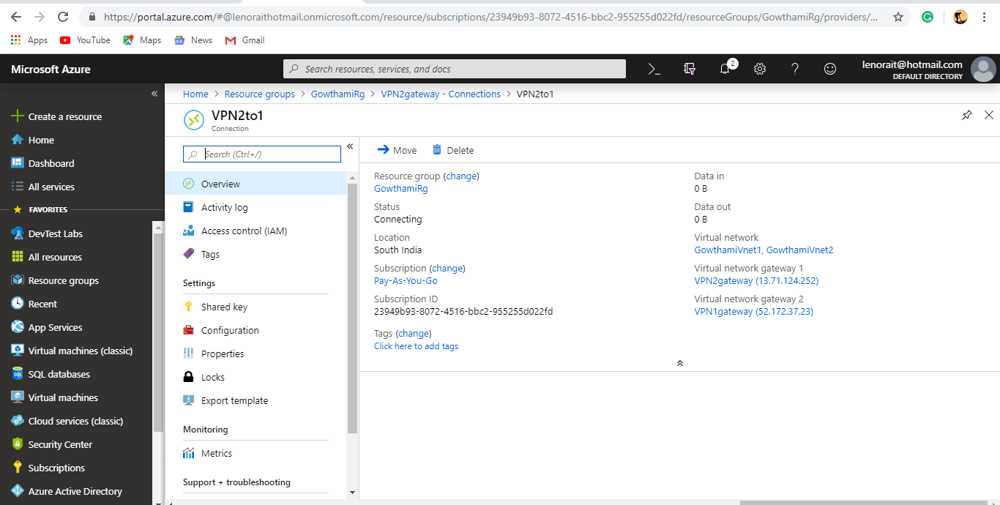 https://portal.azure.com/#@lenoraithotmail.onmicrosoft.com/resource/subscriptions/23949b93-8072-4516-bbc2-955255d022fd/resourceGroups/GowthamiRg/providers/...
Apps YouTube Maps News Gmail
Microsoft Azure
Search resources, services, and docs
2
lenorait@hotmail.com
DEFAULT DIRECTORY
«
Create a resource
Home
Dashboard
All services
FAVORITES
DevTest Labs
All resources
Resource groups
Recent
App Services
Virtual machines (classic)
SQL databases
Virtual machines
Cloud services (classic)
Security Center
Subscriptions
Azure Active Directory
Home > Resource groups > GowthamiRg > VPN2gateway - Connections > VPN2to1
VPN2to1
Connection
Search (Ctrl+/)
«
Overview
Activity log
Access control (IAM)
Tags
Settings
Shared key
Configuration
Properties
Locks
Export template
Monitoring
Metrics
Support + troubleshooting
Move Delete
Resource group (change)
GowthamiRg
Status
Connecting
Location
South India
Subscription (change)
Pay-As-You-Go
Subscription ID
23949b93-8072-4516-bbc2-955255d022fd
Tags (change)
Click here to add tags
Data in
0 B
Data out
0 B
Virtual network
GowthamiVnet1, GowthamiVnet2
Virtual network gateway 1
VPN2gateway (13.71.124.252)
Virtual network gateway 2
VPN1gateway (52.172.37.23)